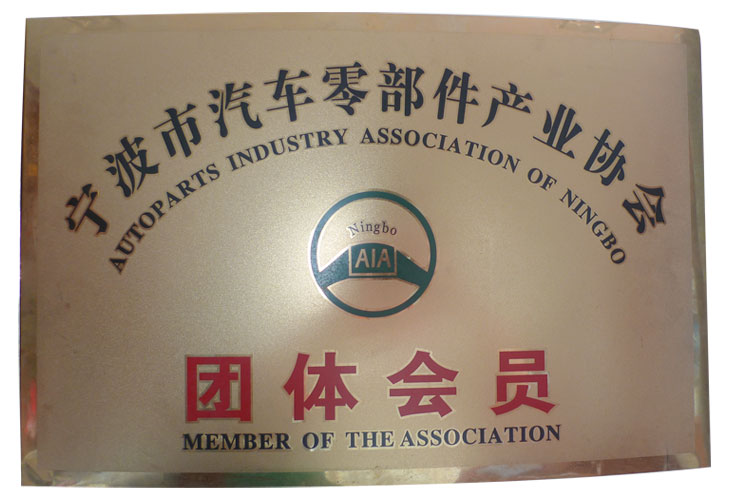 宁波市汽车零部件产业协会
AUTOPARTS INDUSTRY ASSOCIATION OF NINGBO
Ningbo
AIA
团体会员
MEMBER OF THE ASSOCIATION